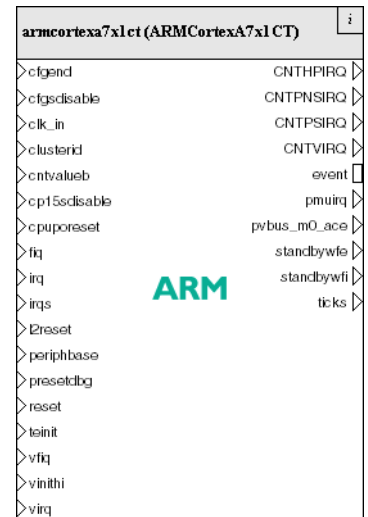 armcortexa7x1ct (ARMCortexA7x1CT)
i
cfgend
CNTHPIRQ
cfgsdisable
CNTPNSIRQ
clk_in
CNTPSIRQ
clusterid
CNTVIRQ
cntvalueb
event
cp15sdisable
pmuirq
cpuporeset
pvbus_m0_ace
fiq
standbywfe
irq
standbywfi
irqs
ticks
ARM
l2reset
periphbase
presetdbg
reset
teinit
vfiq
vinithi
virq